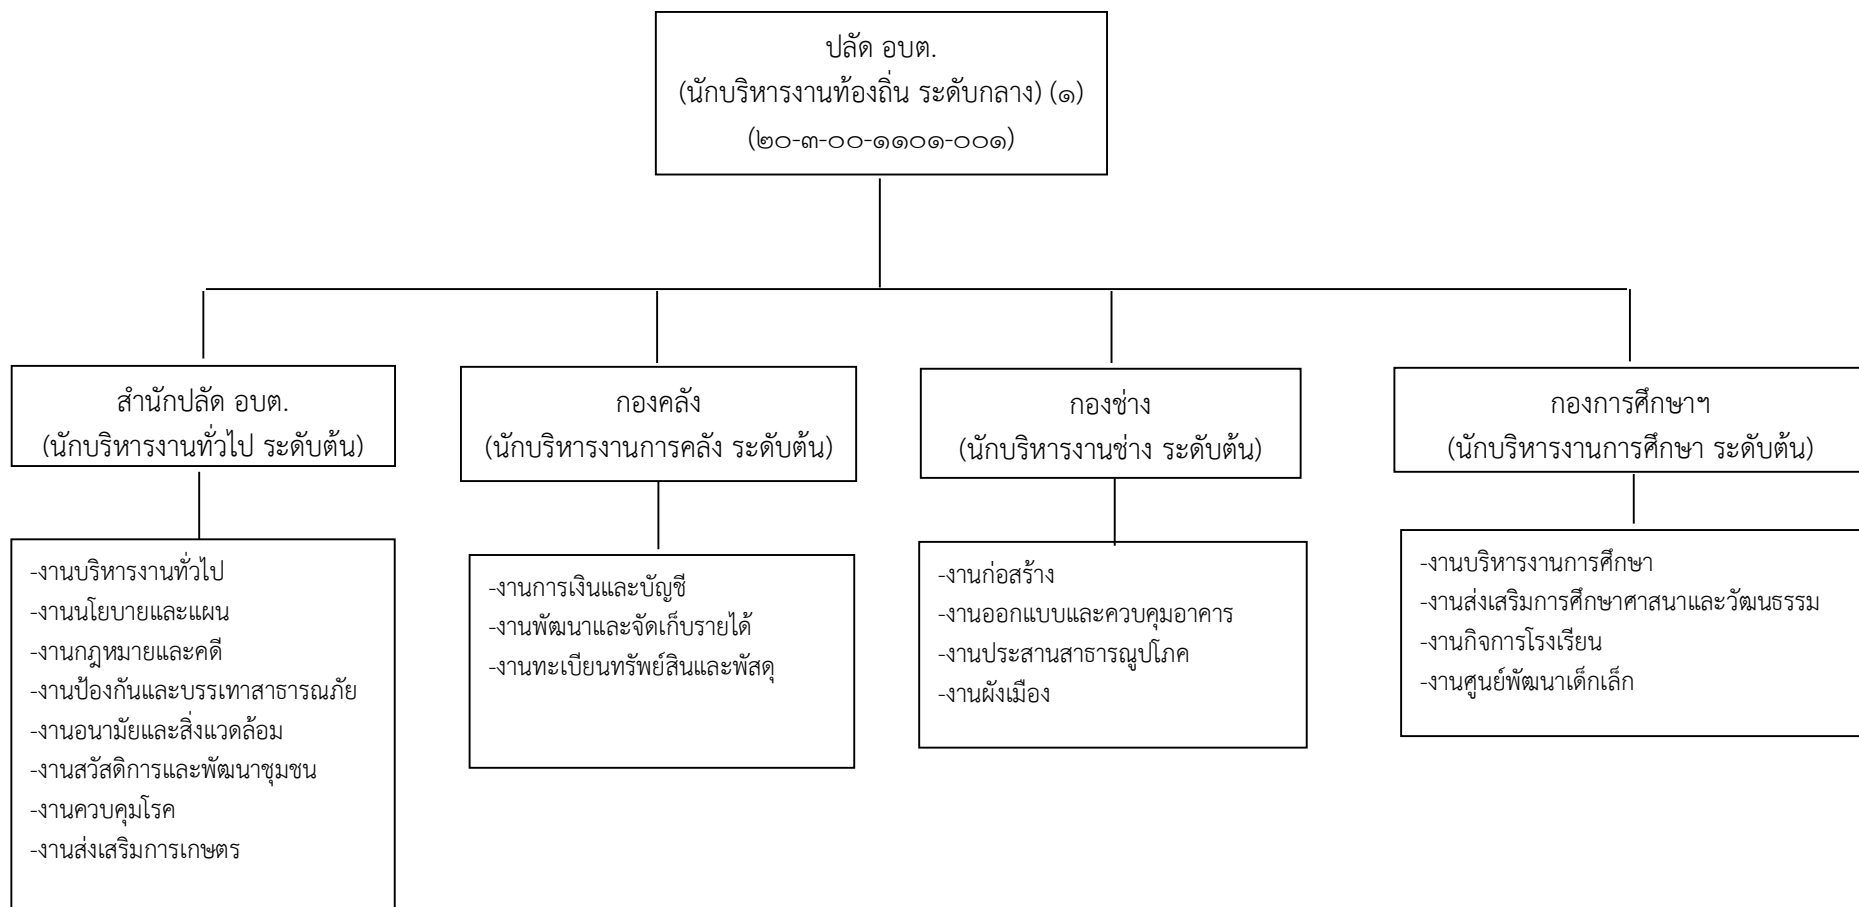 ปลัด อบต.
(นักบริหารงานท้องถิ่น ระดับกลาง) (๑)
(๒๐-๓-๐๐-๑๑๐๑-๐๐๑)
สำนักปลัด อบต.
(นักบริหารงานทั่วไป ระดับต้น)
-งานบริหารงานทั่วไป
-งานนโยบายและแผน
-งานกฎหมายและคดี
-งานป้องกันและบรรเทาสาธารณภัย
-งานอนามัยและสิ่งแวดล้อม
-งานสวัสดิการและพัฒนาชุมชน
-งานควบคุมโรค
-งานส่งเสริมการเกษตร
กองคลัง
(นักบริหารงานการคลัง ระดับต้น)
-งานการเงินและบัญชี
-งานพัฒนาและจัดเก็บรายได้
-งานทะเบียนทรัพย์สินและพัสดุ
กองช่าง
(นักบริหารงานช่าง ระดับต้น)
-งานก่อสร้าง
-งานออกแบบและควบคุมอาคาร
-งานประสานสาธารณูปโภค
-งานผังเมือง
กองการศึกษาฯ
(นักบริหารงานการศึกษา ระดับต้น)
-งานบริหารงานการศึกษา
-งานส่งเสริมการศึกษาศาสนาและวัฒนธรรม
-งานกิจการโรงเรียน
-งานศูนย์พัฒนาเด็กเล็ก